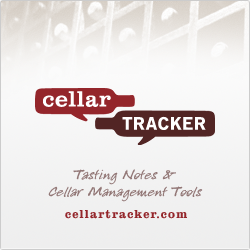 cellar
TRACKER
Tasting Notes &
Cellar Management Tools
cellartracker.com